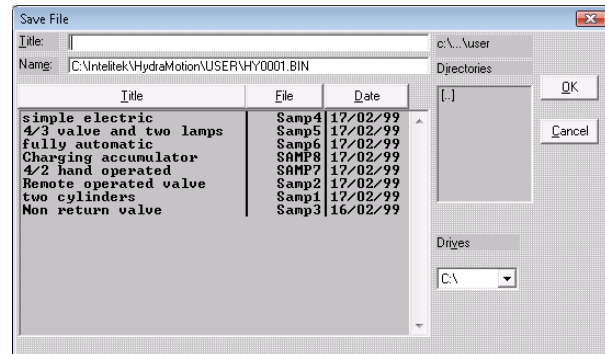 Save File
Title:
c:\...\user
Name: C:\Intelitek\HydraMotion\USER\HY0001.BIN
Directories
Title File Date
[..]
OK
simple electric Samp4 17/02/99
4/3 valve and two lamps Samp5 17/02/99
fully automatic Samp6 17/02/99
Cancel
Charging accumulator SAMP8 17/02/99
4/2 hand operated SAMP7 17/02/99
Remote operated valve Samp2 17/02/99
two cylinders Samp1 17/02/99
Non return valve Samp3 16/02/99
Drives
C:\